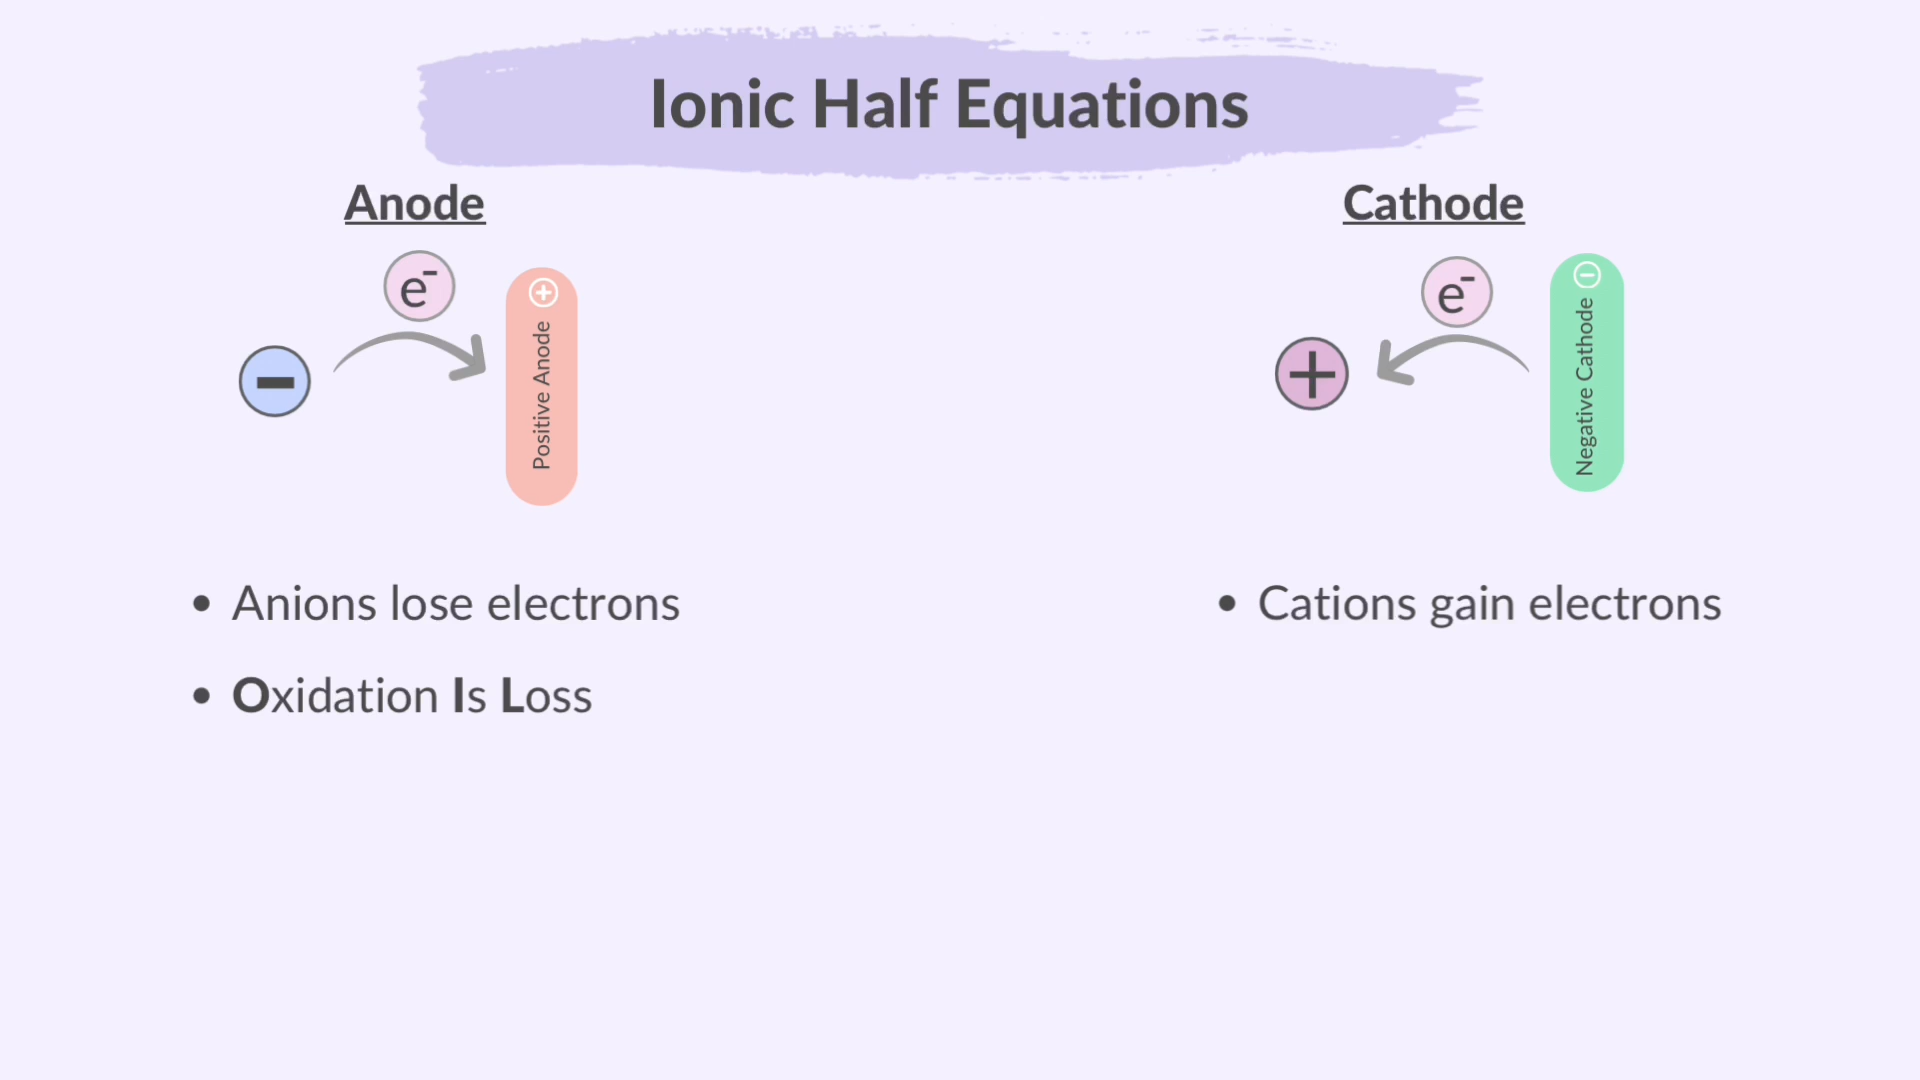 Ionic Half Equations
Anode
e⁻
+
Positive Anode
−
• Anions lose electrons
• Oxidation Is Loss
Cathode
e⁻
−
Negative Cathode
+
• Cations gain electrons